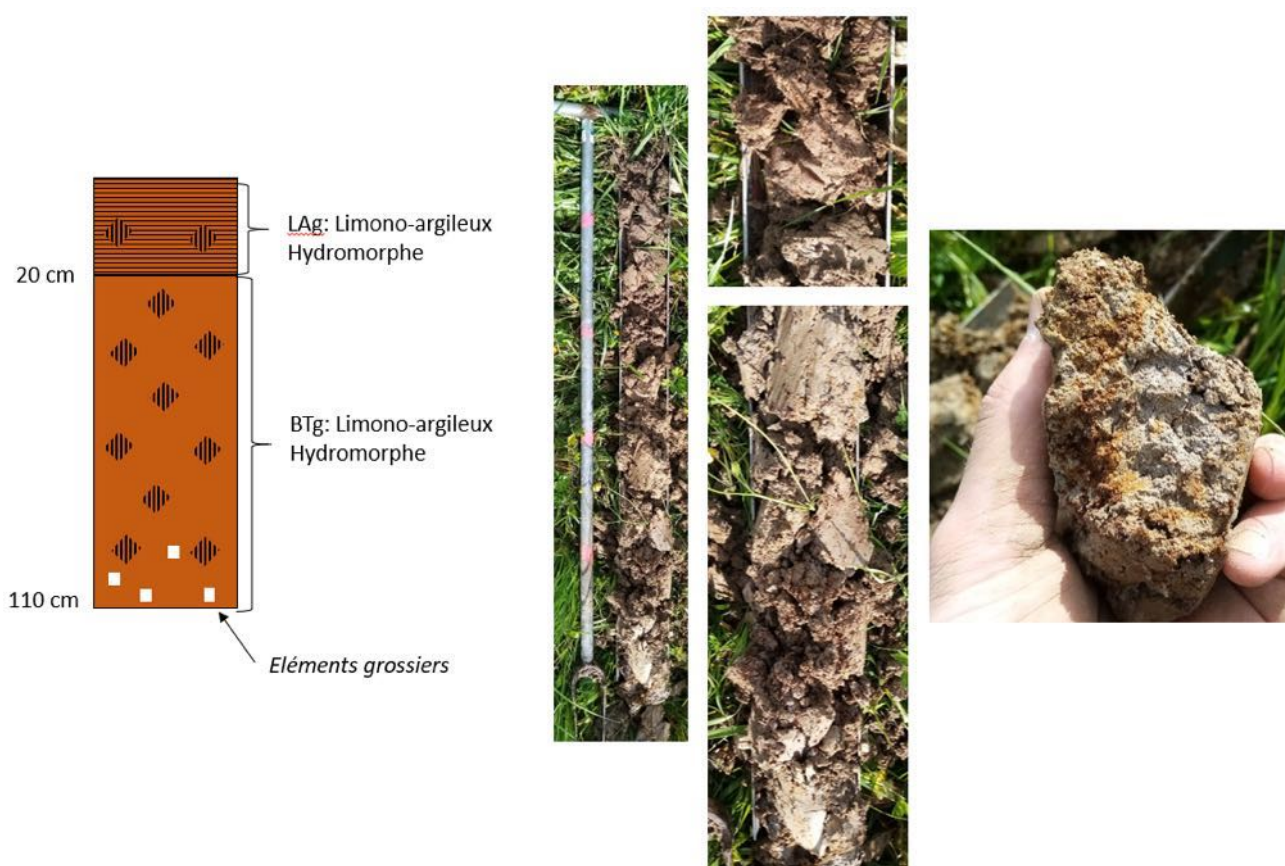 LAg: Limono-argileux
Hydromorphe
20 cm
BTg: Limono-argileux
Hydromorphe
110 cm
Eléments grossiers